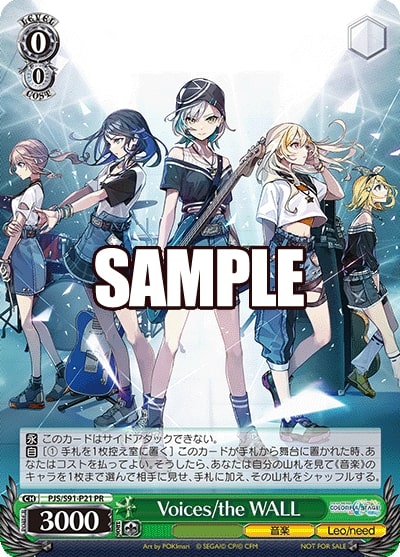 LEVEL
0
0
COST
SAMPLE
永 このカードはサイドアタックできない。
自 [① 手札を1枚控え室に置く] このカードが手札から舞台に置かれた時、あ
なたはコストを払ってよい。そうしたら、あなたは自分の山札を見て《音楽》の
キャラを1枚まで選んで相手に見せ、手札に加え、その山札をシャッフルする。
CH PJS/S91-P21 PR
3000
Voices/the WALL
音楽
Leo/need
COLORFUL STAGE!
Art by POKImari © SEGA/© CP/© CFM NOT FOR SALE